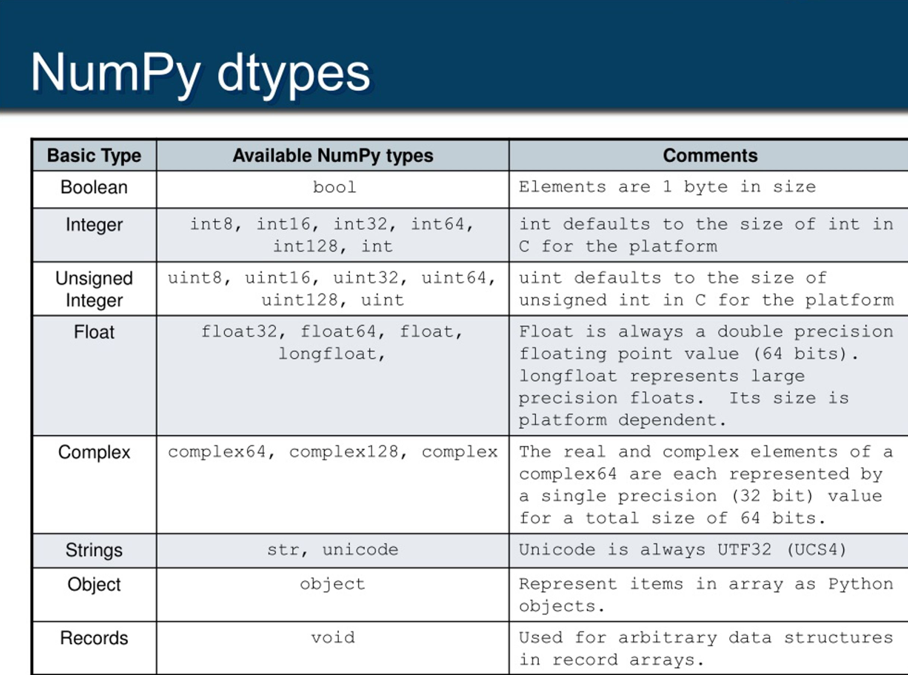 NumPy dtypes
Basic Type Available NumPy types Comments
Boolean bool Elements are 1 byte in size
Integer int8, int16, int32, int64, int defaults to the size of int in
int128, int C for the platform
Unsigned uint8, uint16, uint32, uint64, uint defaults to the size of
Integer uint128, uint unsigned int in C for the platform
Float float32, float64, float, Float is always a double precision
longfloat, floating point value (64 bits).
longfloat represents large
precision floats. Its size is
platform dependent.
Complex complex64, complex128, complex The real and complex elements of a
complex64 are each represented by
a single precision (32 bit) value
for a total size of 64 bits.
Strings str, unicode Unicode is always UTF32 (UCS4)
Object object Represent items in array as Python
objects.
Records void Used for arbitrary data structures
in record arrays.